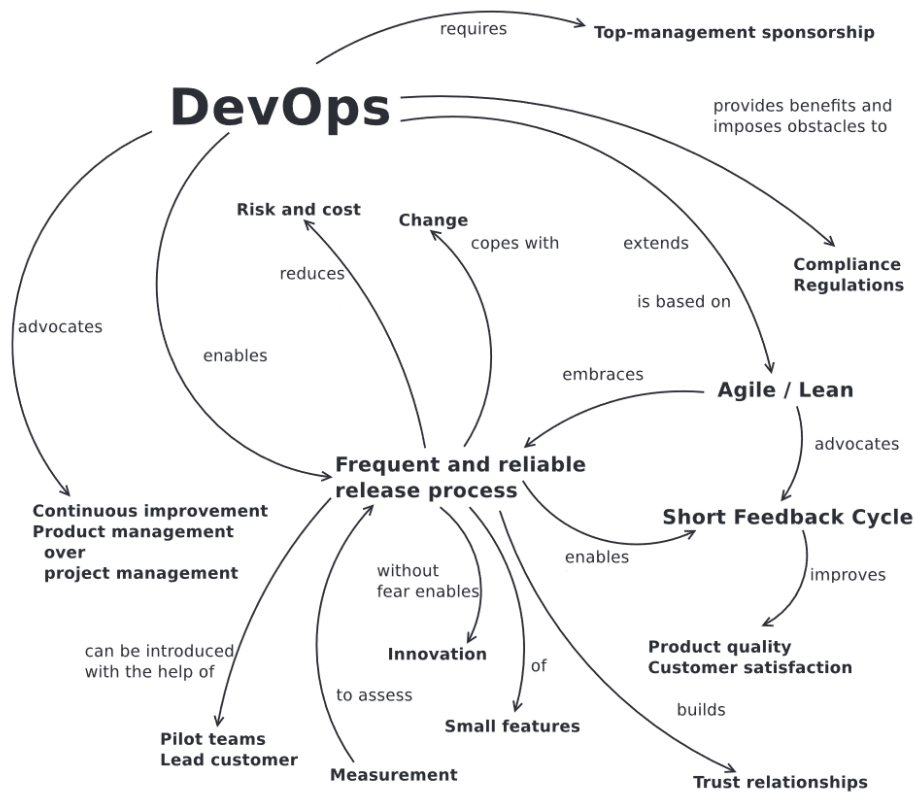 requires
Top-management sponsorship
DevOps
provides benefits and
imposes obstacles to
Risk and cost
Change
copes with
extends
reduces
Compliance
Regulations
is based on
advocates
enables
embraces
Agile / Lean
advocates
Frequent and reliable
release process
Continuous improvement
Product management
over
project management
Short Feedback Cycle
enables
without
fear enables
improves
Innovation
Product quality
Customer satisfaction
can be introduced
with the help of
of
to assess
builds
Small features
Pilot teams
Lead customer
Measurement
Trust relationships